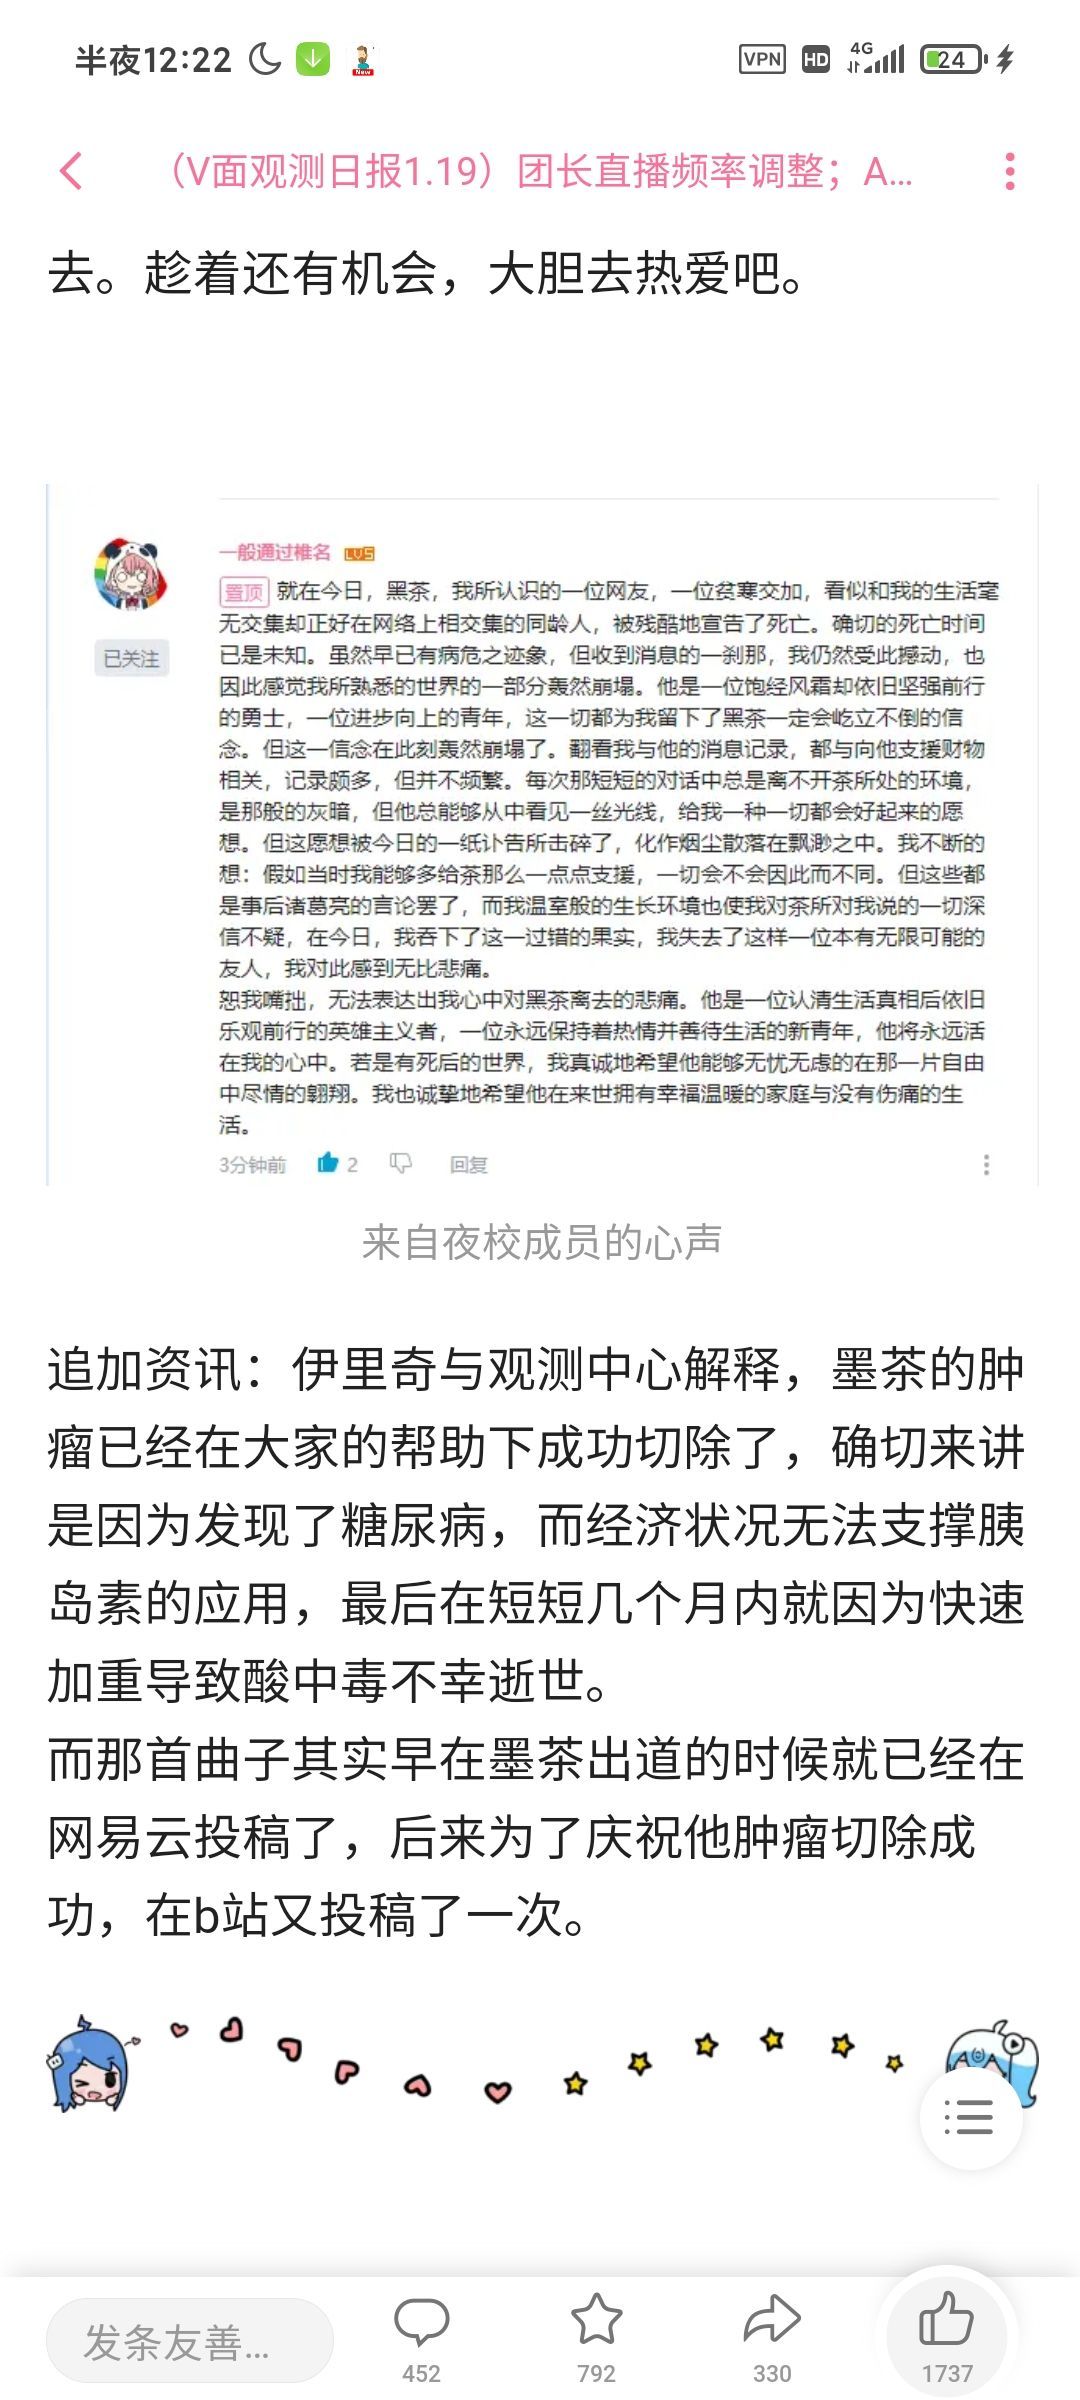 半夜12:22
New
VPN HD 4G 24
（V面观测日报1.19）团长直播频率调整；A...
去。趁着还有机会，大胆去热爱吧。
一般通过椎名 LV5
已关注
置顶 就在今日，黑茶，我所认识的一位网友，一位贫寒交加，看似和我的生活毫
无交集却正好在网络上相交集的同龄人，被残酷地宣告了死亡。确切的死亡时间
已是未知。虽然早已有病危之迹象，但收到消息的一刹那，我仍然受此撼动，也
因此感觉我所熟悉的世界的一部分轰然崩塌。他是一位饱经风霜却依旧坚强前行
的勇士，一位进步向上的青年，这一切都为我留下了黑茶一定会屹立不倒的信
念。但这一信念在此刻轰然崩塌了。翻看我与他的消息记录，都与向他支援财物
相关，记录颇多，但并不频繁。每次那短短的对话中总是离不开茶所处的环境，
是那般的灰暗，但他总能够从中看见一丝光线，给我一种一切都会好起来的愿
想。但这愿想被今日的一纸讣告所击碎了，化作烟尘散落在飘渺之中。我不断的
想：假如当时我能够多给茶那么一点点支援，一切会不会因此而不同。但这些都
是事后诸葛亮的言论罢了，而我温室般的生长环境也使我对茶所对我说的一切深
信不疑，在今日，我吞下了这一过错的果实，我失去了这样一位本有无限可能的
友人，我对此感到无比悲痛。
恕我嘴拙，无法表达出我心中对黑茶离去的悲痛。他是一位认清生活真相后依旧
乐观前行的英雄主义者，一位永远保持着热情并善待生活的新青年，他将永远活
在我的心中。若是有死后的世界，我真诚地希望他能够无忧无虑的在那一片自由
中尽情的翱翔。我也诚挚地希望他在来世拥有幸福温暖的家庭与没有伤痛的生
活。
3分钟前 2 回复
来自夜校成员的心声
追加资讯：伊里奇与观测中心解释，墨茶的肿
瘤已经在大家的帮助下成功切除了，确切来讲
是因为发现了糖尿病，而经济状况无法支撑胰
岛素的应用，最后在短短几个月内就因为快速
加重导致酸中毒不幸逝世。
而那首曲子其实早在墨茶出道的时候就已经在
网易云投稿了，后来为了庆祝他肿瘤切除成
功，在b站又投稿了一次。
发条友善...
452 792 330 1737